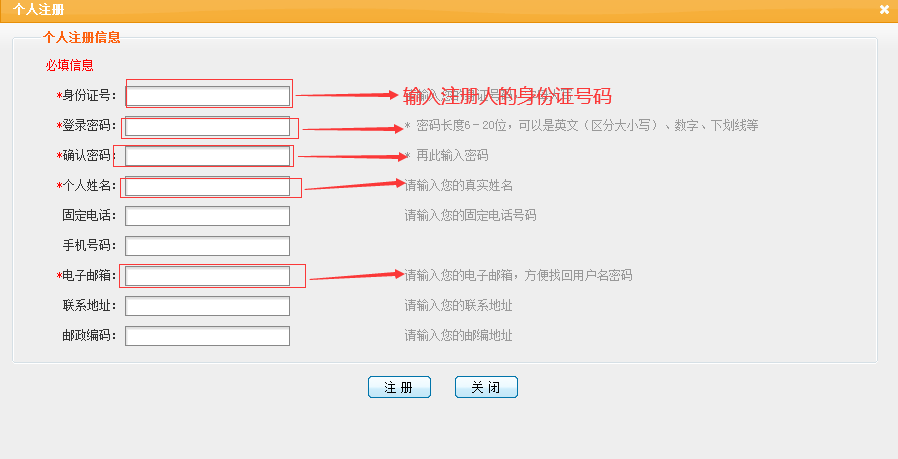 个人注册
个人注册信息
必填信息
*身份证号: 输入注册人的身份证号码
*登录密码: * 密码长度6－20位，可以是英文（区分大小写）、数字、下划线等
*确认密码: * 再此输入密码
*个人姓名: 请输入您的真实姓名
固定电话: 请输入您的固定电话号码
手机号码:
*电子邮箱: 请输入您的电子邮箱，方便找回用户名密码
联系地址: 请输入您的联系地址
邮政编码: 请输入您的邮编地址
注 册 关 闭